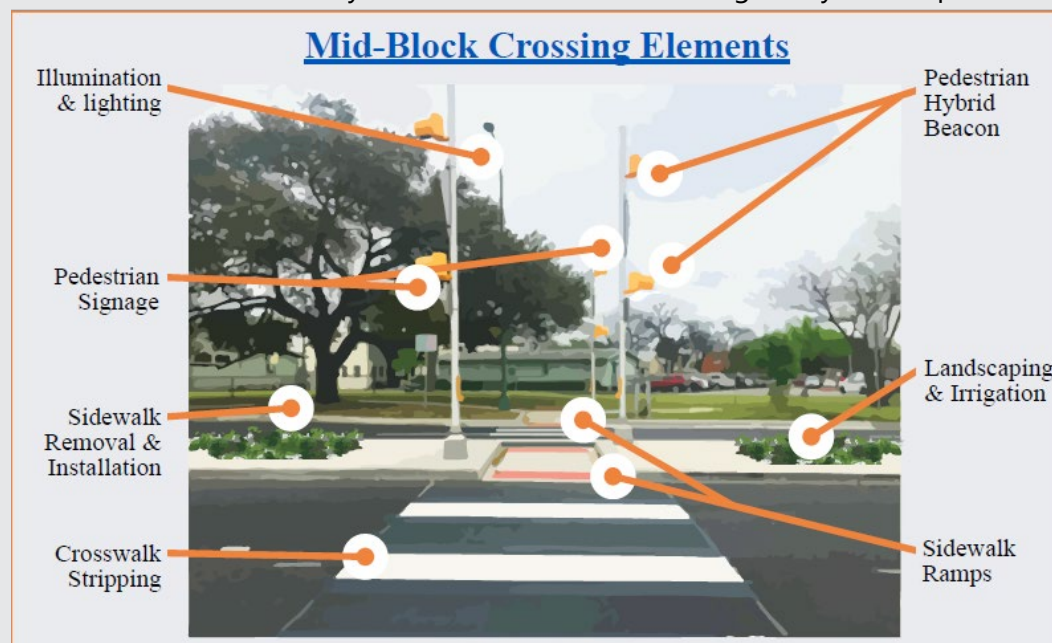 Mid-Block Crossing Elements
Illumination
& lighting
Pedestrian
Hybrid
Beacon
Pedestrian
Signage
Landscaping
& Irrigation
Sidewalk
Removal &
Installation
Crosswalk
Stripping
Sidewalk
Ramps